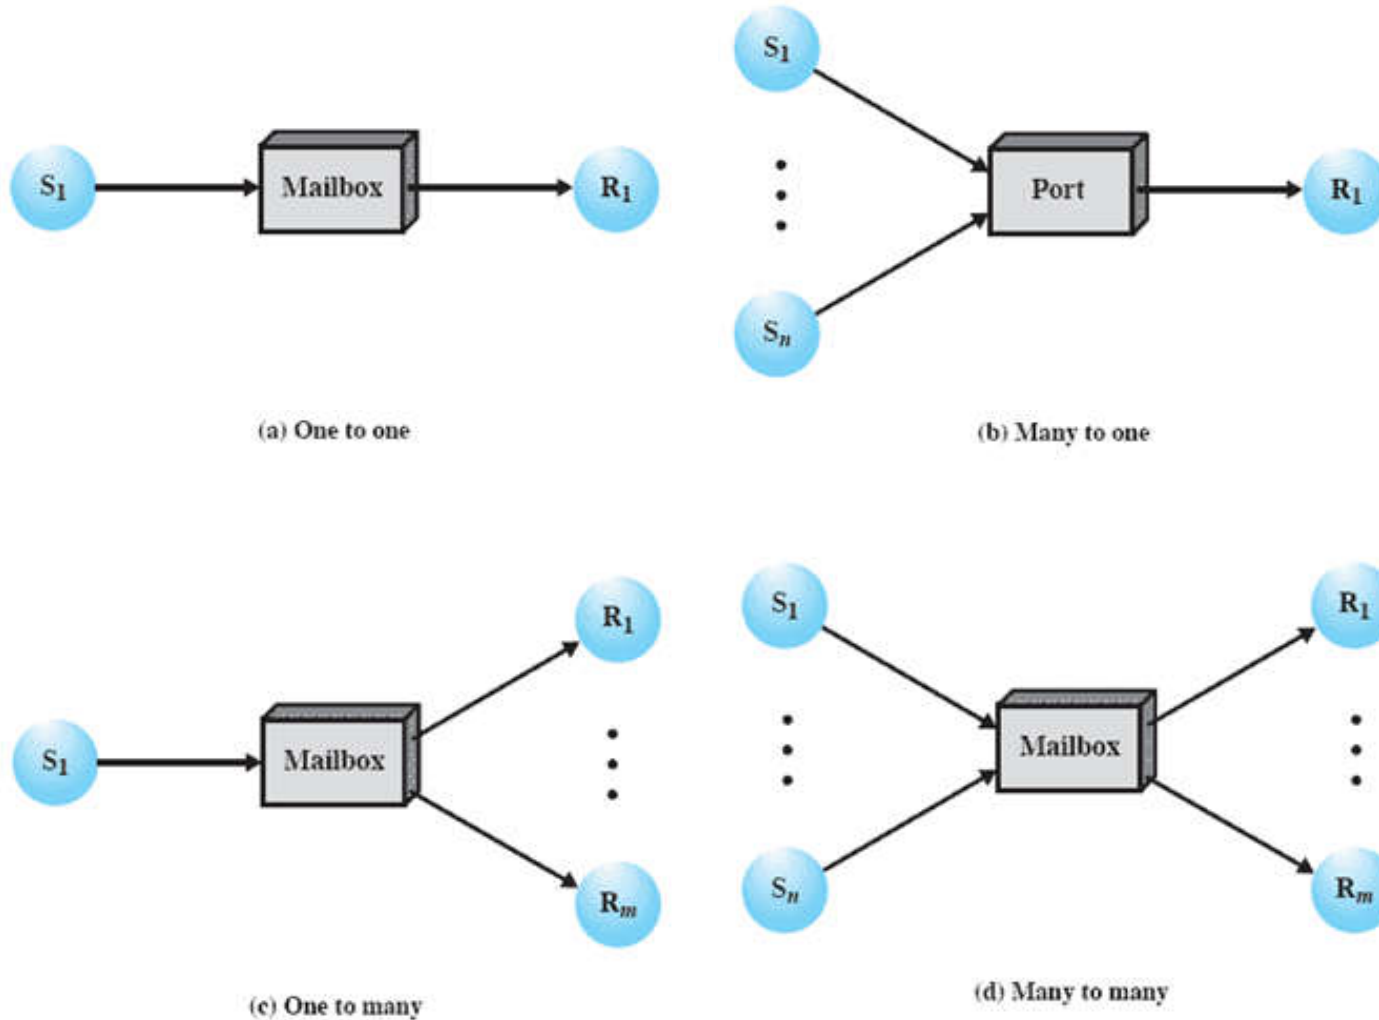 S1
Mailbox
R1
(a) One to one
S1
Sn
Port
R1
(b) Many to one
S1
Mailbox
R1
Rm
(c) One to many
S1
Sn
Mailbox
R1
Rm
(d) Many to many